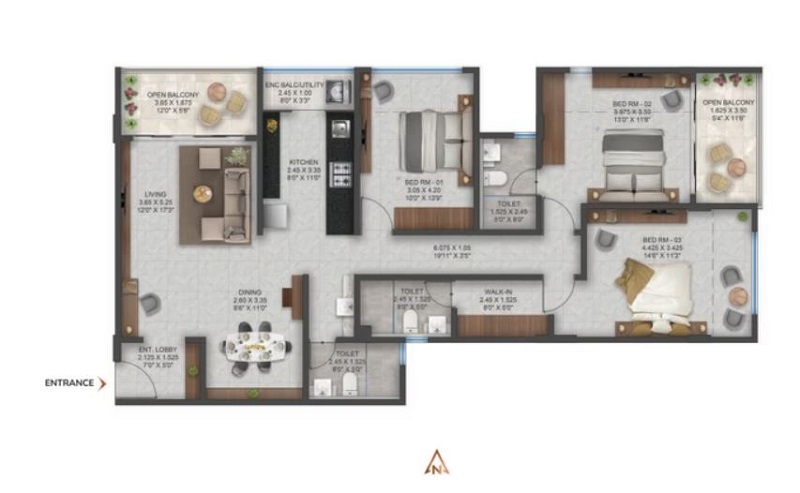 OPEN BALCONY
3.65 X 1.675
12'0" X 5'6"
ENC BALC/UTILITY
2.45 X 1.00
8'0" X 3'3"
KITCHEN
2.45 X 3.35
8'0" X 11'0"
LIVING
3.65 X 5.25
12'0" X 17'3"
BED RM - 01
3.05 X 4.20
10'0" X 13'9"
TOILET
1.525 X 2.45
5'0" X 8'0"
BED RM - 02
3.975 X 3.50
13'0" X 11'6"
OPEN BALCONY
1.625 X 3.50
5'4" X 11'6"
BED RM - 03
4.425 X 3.425
14'6" X 11'3"
6.075 X 1.05
19'11" X 3'5"
DINING
2.60 X 3.35
8'6" X 11'0"
TOILET
2.45 X 1.525
8'0" X 5'0"
WALK-IN
2.45 X 1.525
8'0" X 5'0"
ENT. LOBBY
2.125 X 1.525
7'0" X 5'0"
TOILET
2.45 X 1.525
8'0" X 5'0"
ENTRANCE
N